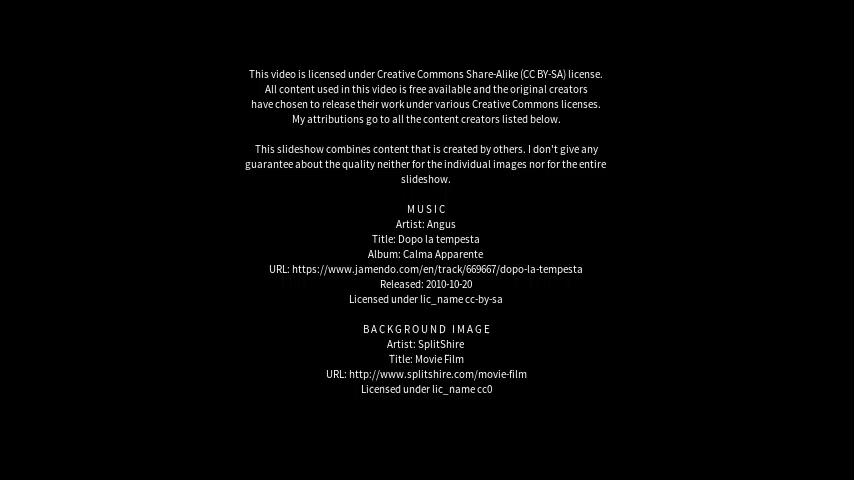 This video is licensed under Creative Commons Share-Alike (CC BY-SA) license.
All content used in this video is free available and the original creators
have chosen to release their work under various Creative Commons licenses.
My attributions go to all the content creators listed below.
This slideshow combines content that is created by others. I don't give any
guarantee about the quality neither for the individual images nor for the entire
slideshow.
MUSIC
Artist: Angus
Title: Dopo la tempesta
Album: Calma Apparente
URL: https://www.jamendo.com/en/track/669667/dopo-la-tempesta
Released: 2010-10-20
Licensed under lic_name cc-by-sa
BACKGROUND IMAGE
Artist: SplitShire
Title: Movie Film
URL: http://www.splitshire.com/movie-film
Licensed under lic_name cc0